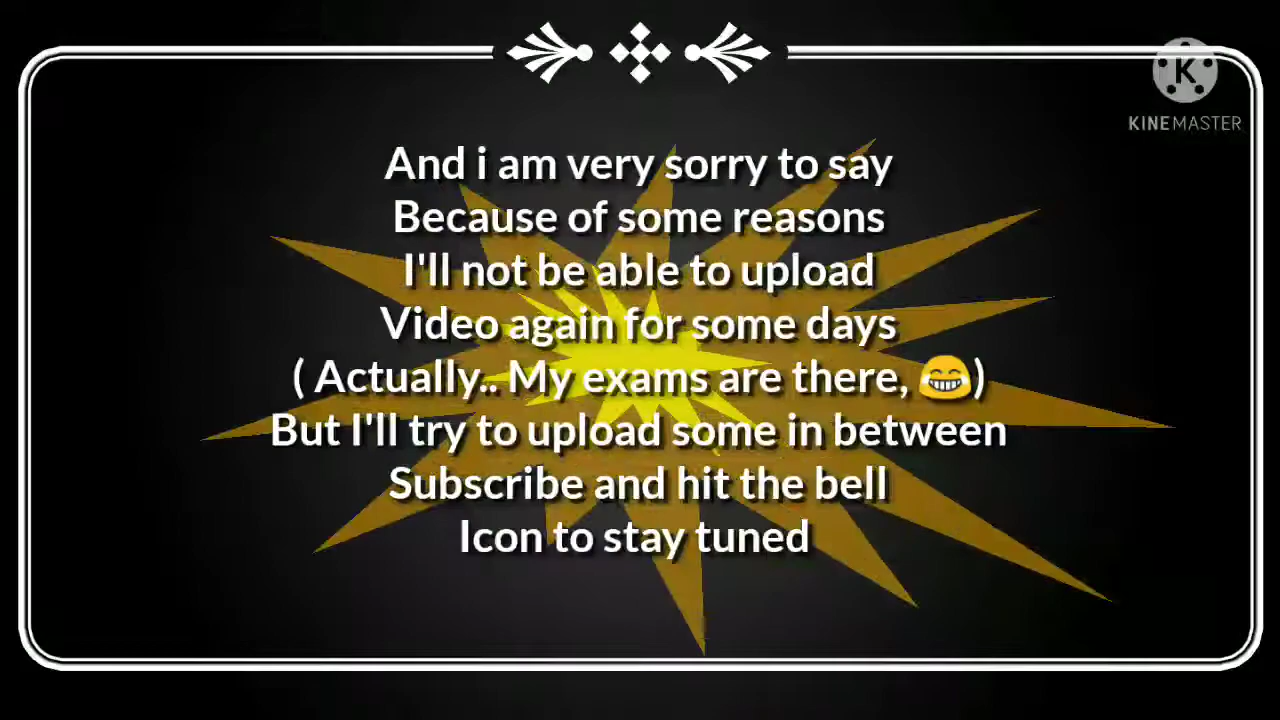 KINEMASTER
And i am very sorry to say
Because of some reasons
I'll not be able to upload
Video again for some days
( Actually.. My exams are there, 😂)
But I'll try to upload some in between
Subscribe and hit the bell
Icon to stay tuned